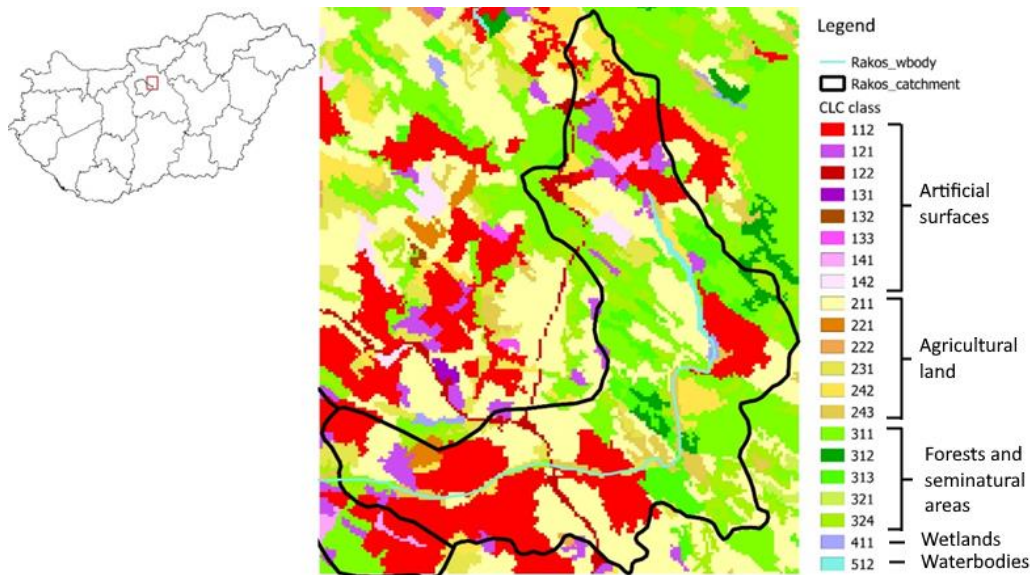 Legend
Rakos_wbody
Rakos_catchment
CLC class
112
121
122
131
132
133
141
142
Artificial
surfaces
211
221
222
231
242
243
Agricultural
land
311
312
313
321
324
Forests and
seminatural
areas
411
Wetlands
512
Waterbodies